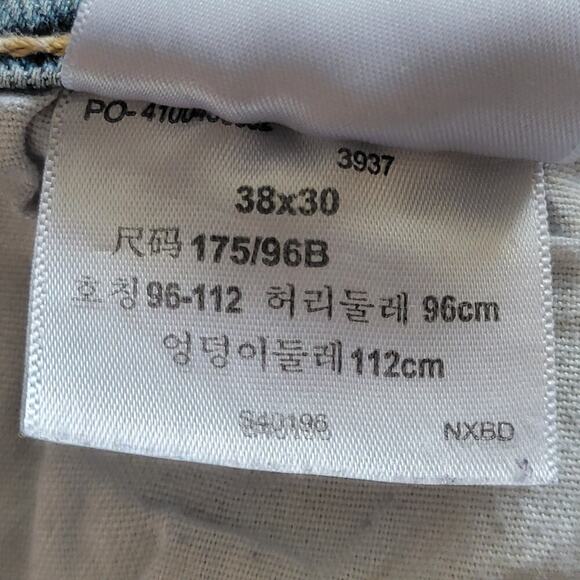 3937
38x30
尺码 175/96B
호칭 96-112 허리둘레 96cm
엉덩이둘레 112cm
340196 NXBD